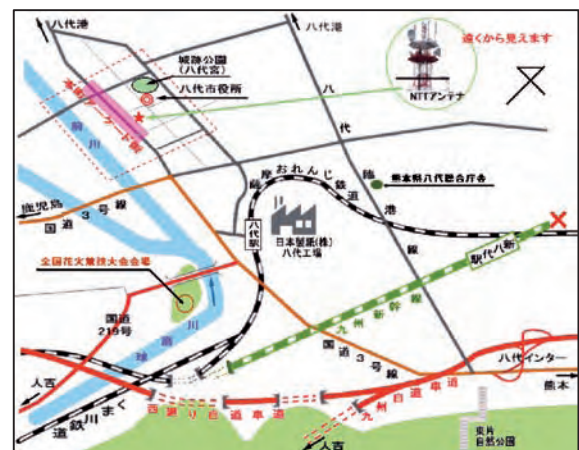 八代港
八代港
遠くから見えます
城跡公園
(八代宮)
八代市役所
NTTアンテナ
本町アーケード街
前川
八代臨港線
肥薩おれんじ鉄道
熊本県八代総合庁舎
鹿児島
国道3号線
八代駅
日本製紙(株)
八代工場
新八代駅
全国花火競技大会会場
国道
219号
球磨川
九州新幹線
国道3号線
八代インター
人吉
熊本
くま川鉄道
南九州西廻り自動車道
九州自動車道
東片
自然公園
人吉